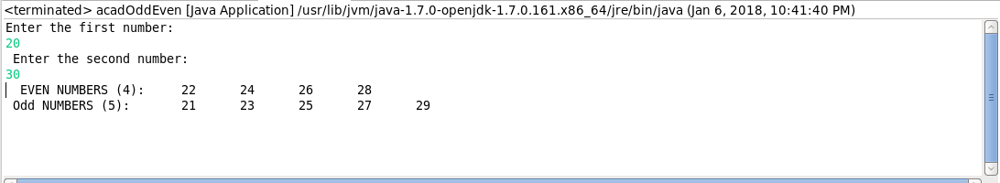 <terminated> acadOddEven [Java Application] /usr/lib/jvm/java-1.7.0-openjdk-1.7.0.161.x86_64/jre/bin/java (Jan 6, 2018, 10:41:40 PM)
Enter the first number:
20
Enter the second number:
30
EVEN NUMBERS (4): 22 24 26 28
Odd NUMBERS (5): 21 23 25 27 29